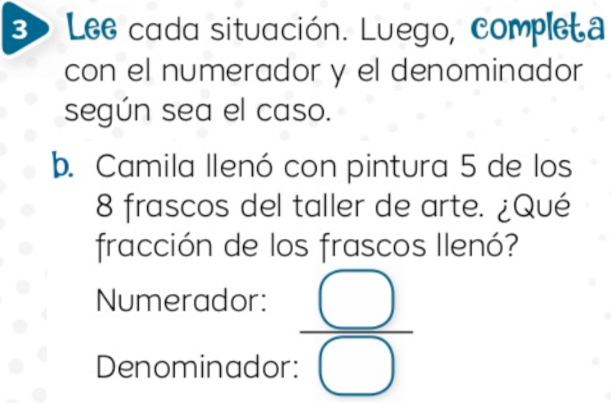 3 Lee cada situación. Luego, completa
con el numerador y el denominador
según sea el caso.
b. Camila llenó con pintura 5 de los
8 frascos del taller de arte. ¿Qué
fracción de los frascos llenó?
Numerador:
Denominador: